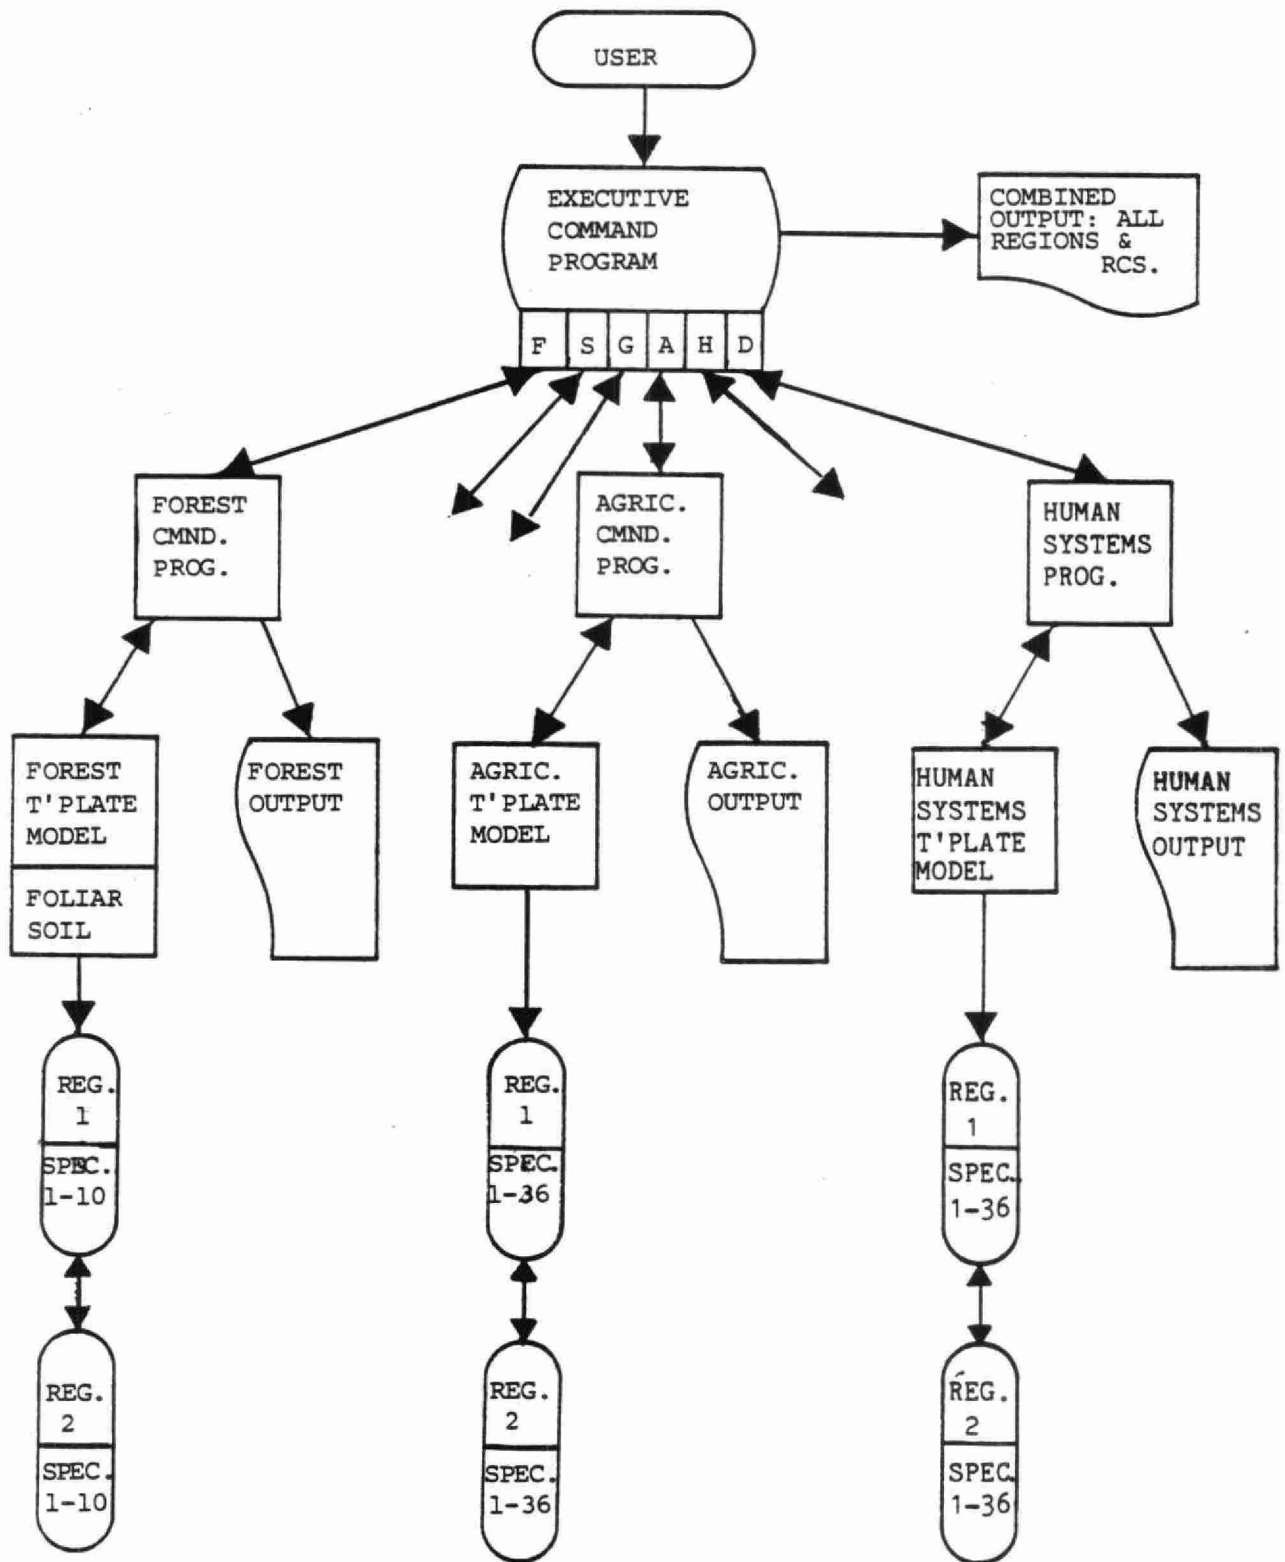 USER
EXECUTIVE
COMMAND
PROGRAM
COMBINED
OUTPUT: ALL
REGIONS &
RCS.
F S G A H D
FOREST
CMND.
PROG.
AGRIC.
CMND.
PROG.
HUMAN
SYSTEMS
PROG.
FOREST
T'PLATE
MODEL
FOLIAR
SOIL
FOREST
OUTPUT
AGRIC.
T'PLATE
MODEL
AGRIC.
OUTPUT
HUMAN
SYSTEMS
T'PLATE
MODEL
HUMAN
SYSTEMS
OUTPUT
REG.
1
SPEC.
1-10
REG.
1
SPEC.
1-36
REG.
1
SPEC.
1-36
REG.
2
SPEC.
1-10
REG.
2
SPEC.
1-36
REG.
2
SPEC.
1-36